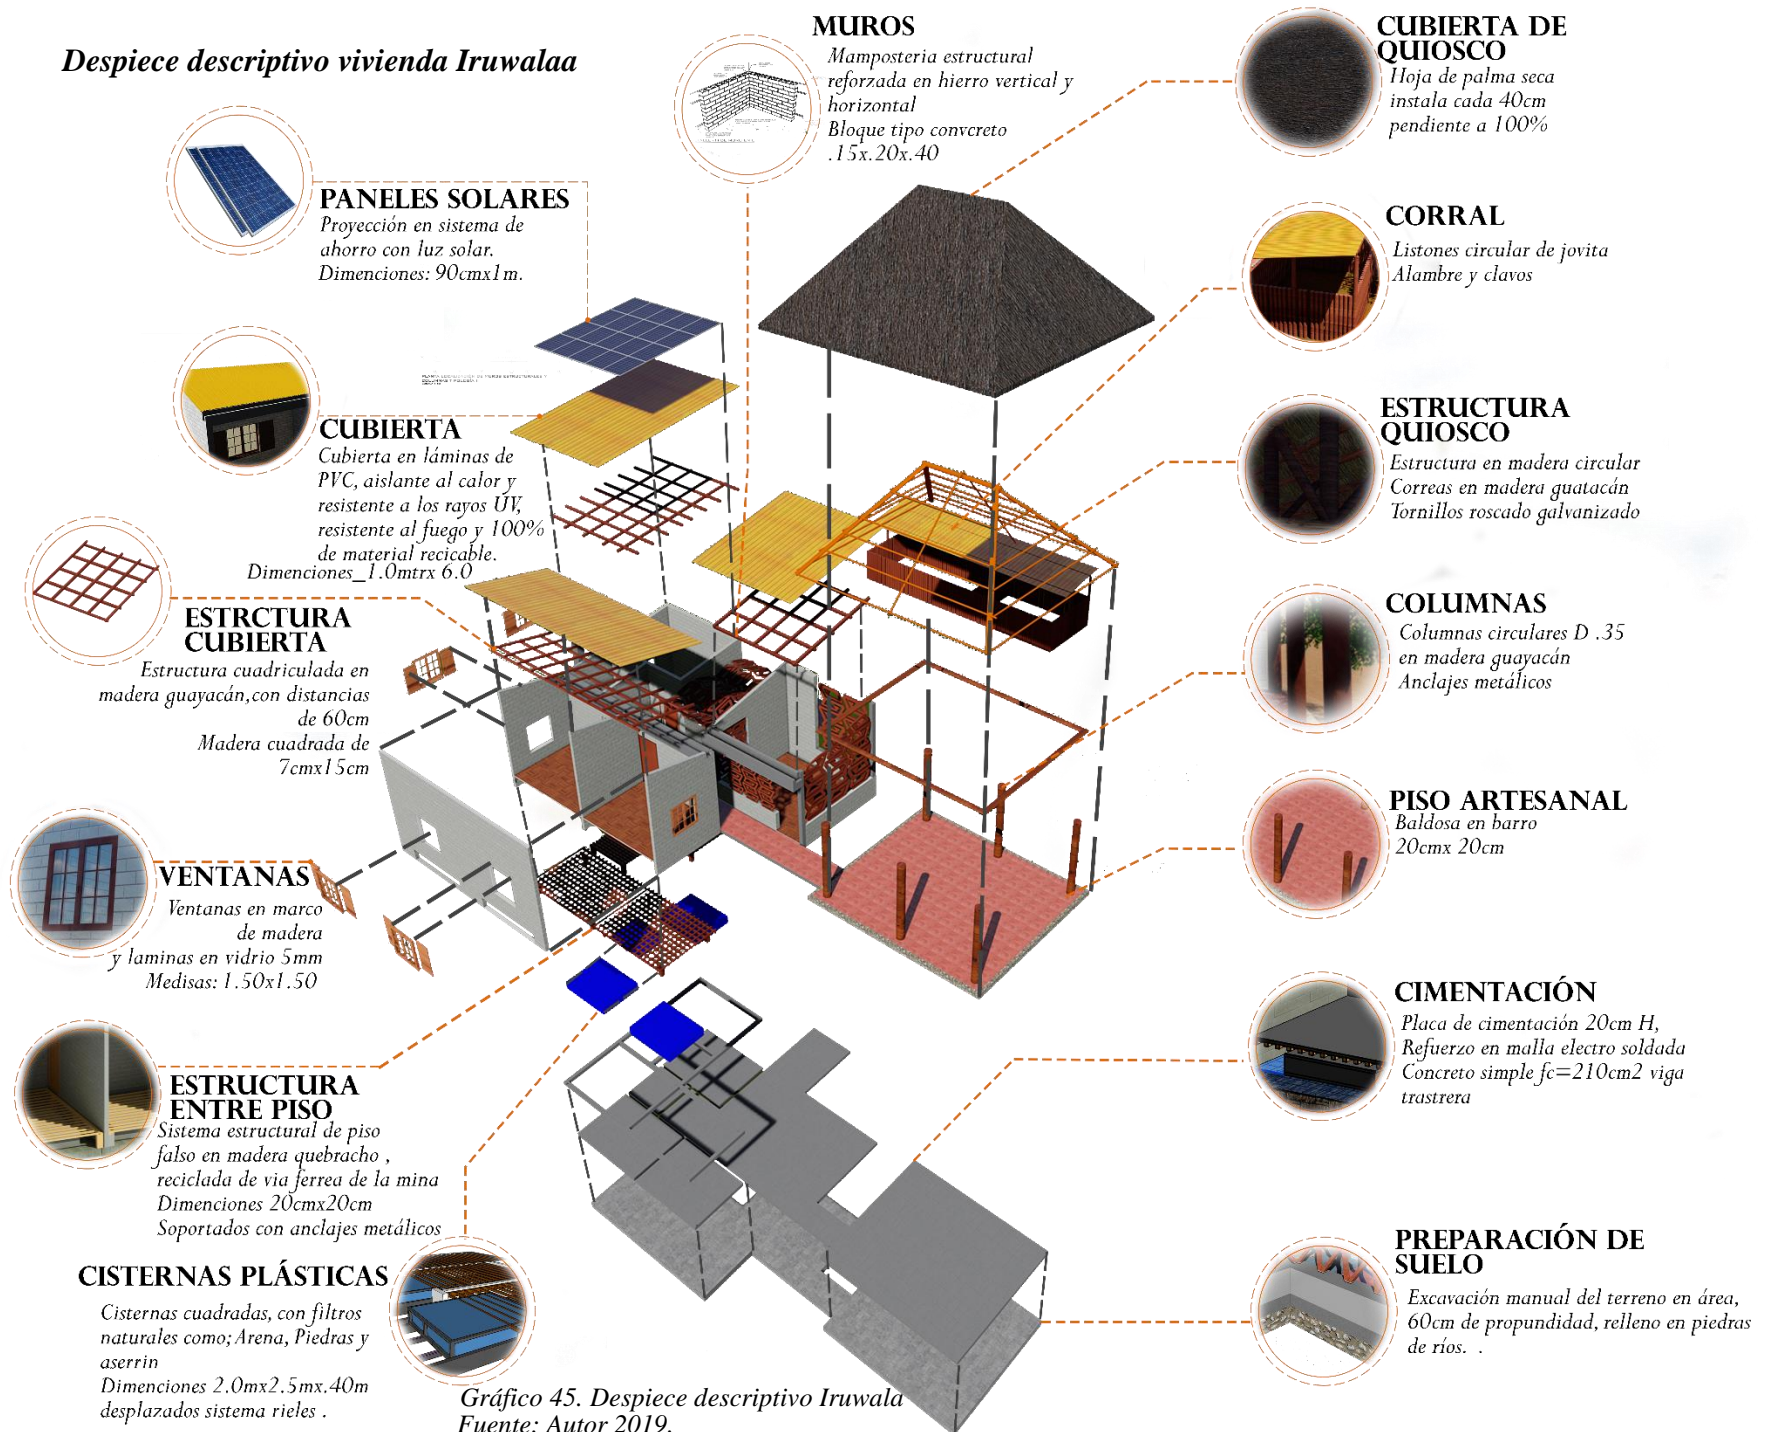 Despiece descriptivo vivienda Iruwalaa
MUROS
Mamposteria estructural
reforzada en hierro vertical y
horizontal
Bloque tipo convcreto
.15x.20x.40
CUBIERTA DE
QUIOSCO
Hoja de palma seca
instala cada 40cm
pendiente a 100%
PANELES SOLARES
Proyección en sistema de
ahorro con luz solar.
Dimenciones: 90cmx1m.
CORRAL
Listones circular de jovita
Alambre y clavos
CUBIERTA
Cubierta en láminas de
PVC, aislante al calor y
resistente a los rayos UV,
resistente al fuego y 100%
de material recicable.
Dimenciones_1.0mtrx 6.0
ESTRUCTURA
QUIOSCO
Estructura en madera circular
Correas en madera guatacán
Tornillos roscado galvanizado
ESTRCTURA
CUBIERTA
Estructura cuadriculada en
madera guayacán,con distancias
de 60cm
Madera cuadrada de
7cmx15cm
COLUMNAS
Columnas circulares D .35
en madera guayacán
Anclajes metálicos
PISO ARTESANAL
Baldosa en barro
20cmx 20cm
VENTANAS
Ventanas en marco
de madera
y laminas en vidrio 5mm
Medisas: 1.50x1.50
CIMENTACIÓN
Placa de cimentación 20cm H,
Refuerzo en malla electro soldada
Concreto simple fc=210cm2 viga
trastrera
ESTRUCTURA
ENTRE PISO
Sistema estructural de piso
falso en madera quebracho ,
reciclada de via ferrea de la mina
Dimenciones 20cmx20cm
Soportados con anclajes metálicos
CISTERNAS PLÁSTICAS
Cisternas cuadradas, con filtros
naturales como; Arena, Piedras y
aserrin
Dimenciones 2.0mx2.5mx.40m
desplazados sistema rieles .
PREPARACIÓN DE
SUELO
Excavación manual del terreno en área,
60cm de propundidad, relleno en piedras
de ríos. .
Gráfico 45. Despiece descriptivo Iruwala
Fuente: Autor 2019.